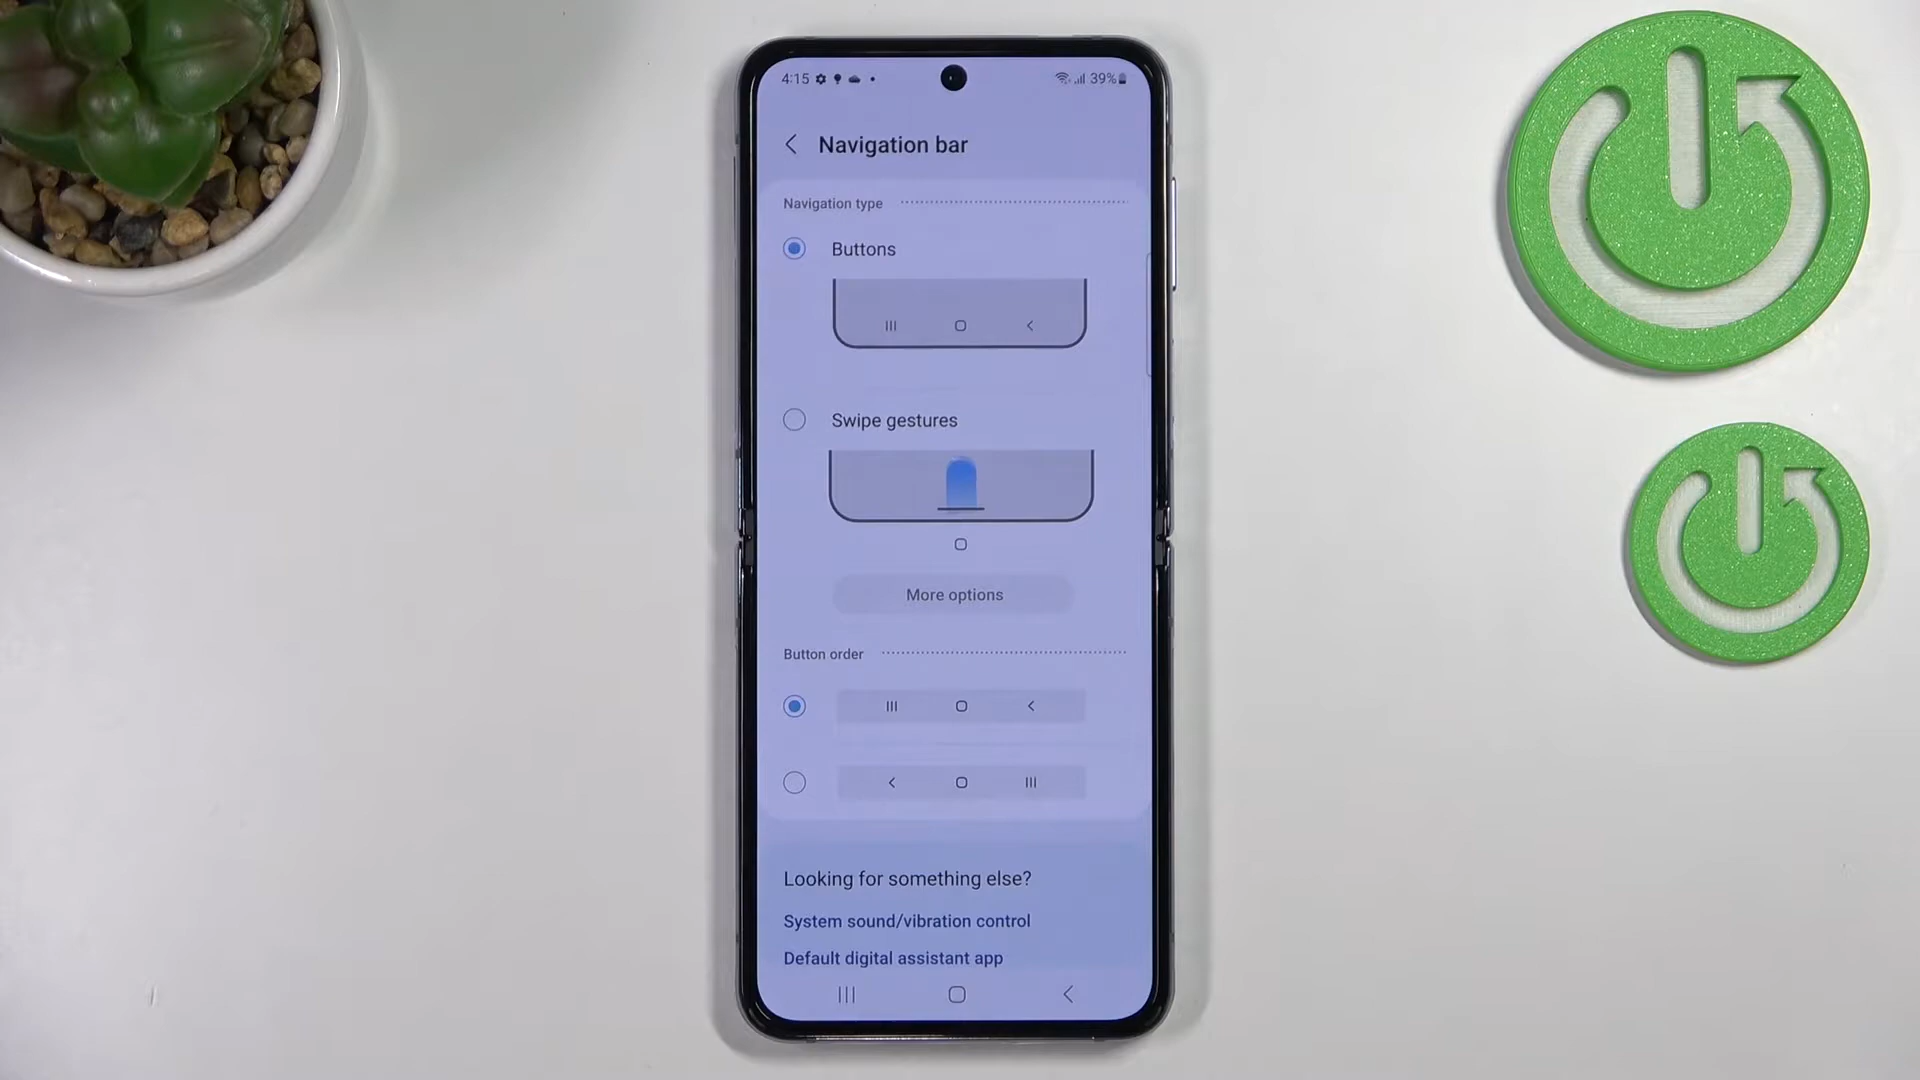 4:15 39%
Navigation bar
Navigation type
Buttons
Swipe gestures
More options
Button order
Looking for something else?
System sound/vibration control
Default digital assistant app